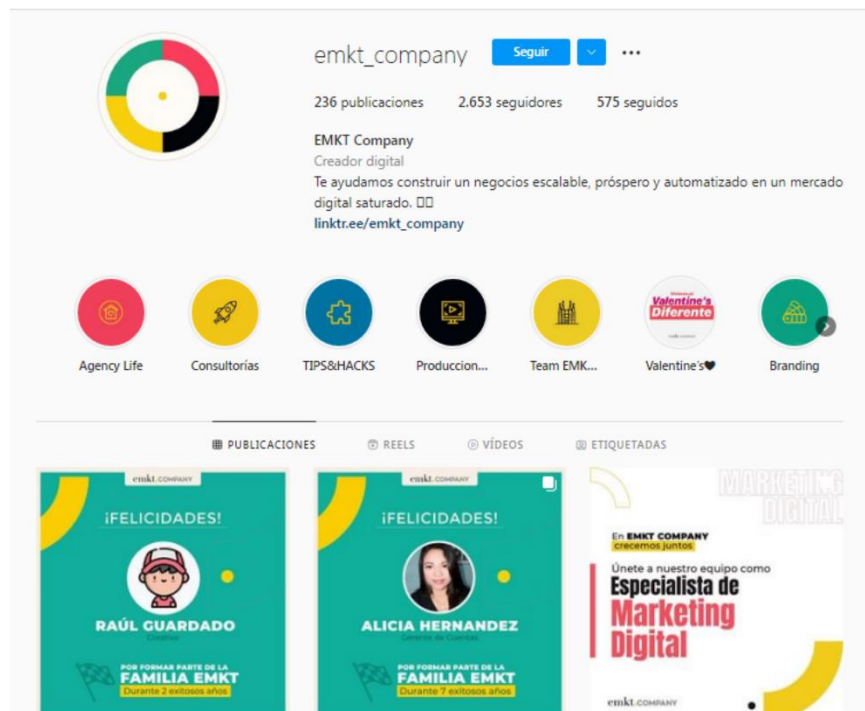 emkt_company Seguir
236 publicaciones 2.653 seguidores 575 seguidos
EMKT Company
Creador digital
Te ayudamos construir un negocios escalable, próspero y automatizado en un mercado
digital saturado.
linktr.ee/emkt_company
Valentine's
Diferente
Agency Life Consultorías TIPS&HACKS Produccion... Team EMK... Valentine's🖤 Branding
PUBLICACIONES REELS VÍDEOS ETIQUETADAS
emkt.COMPANY
¡FELICIDADES!
RAÚL GUARDADO
Creativo
POR FORMAR PARTE DE LA
FAMILIA EMKT
Durante 2 exitosos años
emkt.COMPANY
¡FELICIDADES!
ALICIA HERNANDEZ
Gerente de Cuentas
POR FORMAR PARTE DE LA
FAMILIA EMKT
Durante 7 exitosos años
MARKETING
DIGITAL
En EMKT COMPANY
crecemos juntos
Únete a nuestro equipo como
Especialista de
Marketing
Digital
emkt.COMPANY